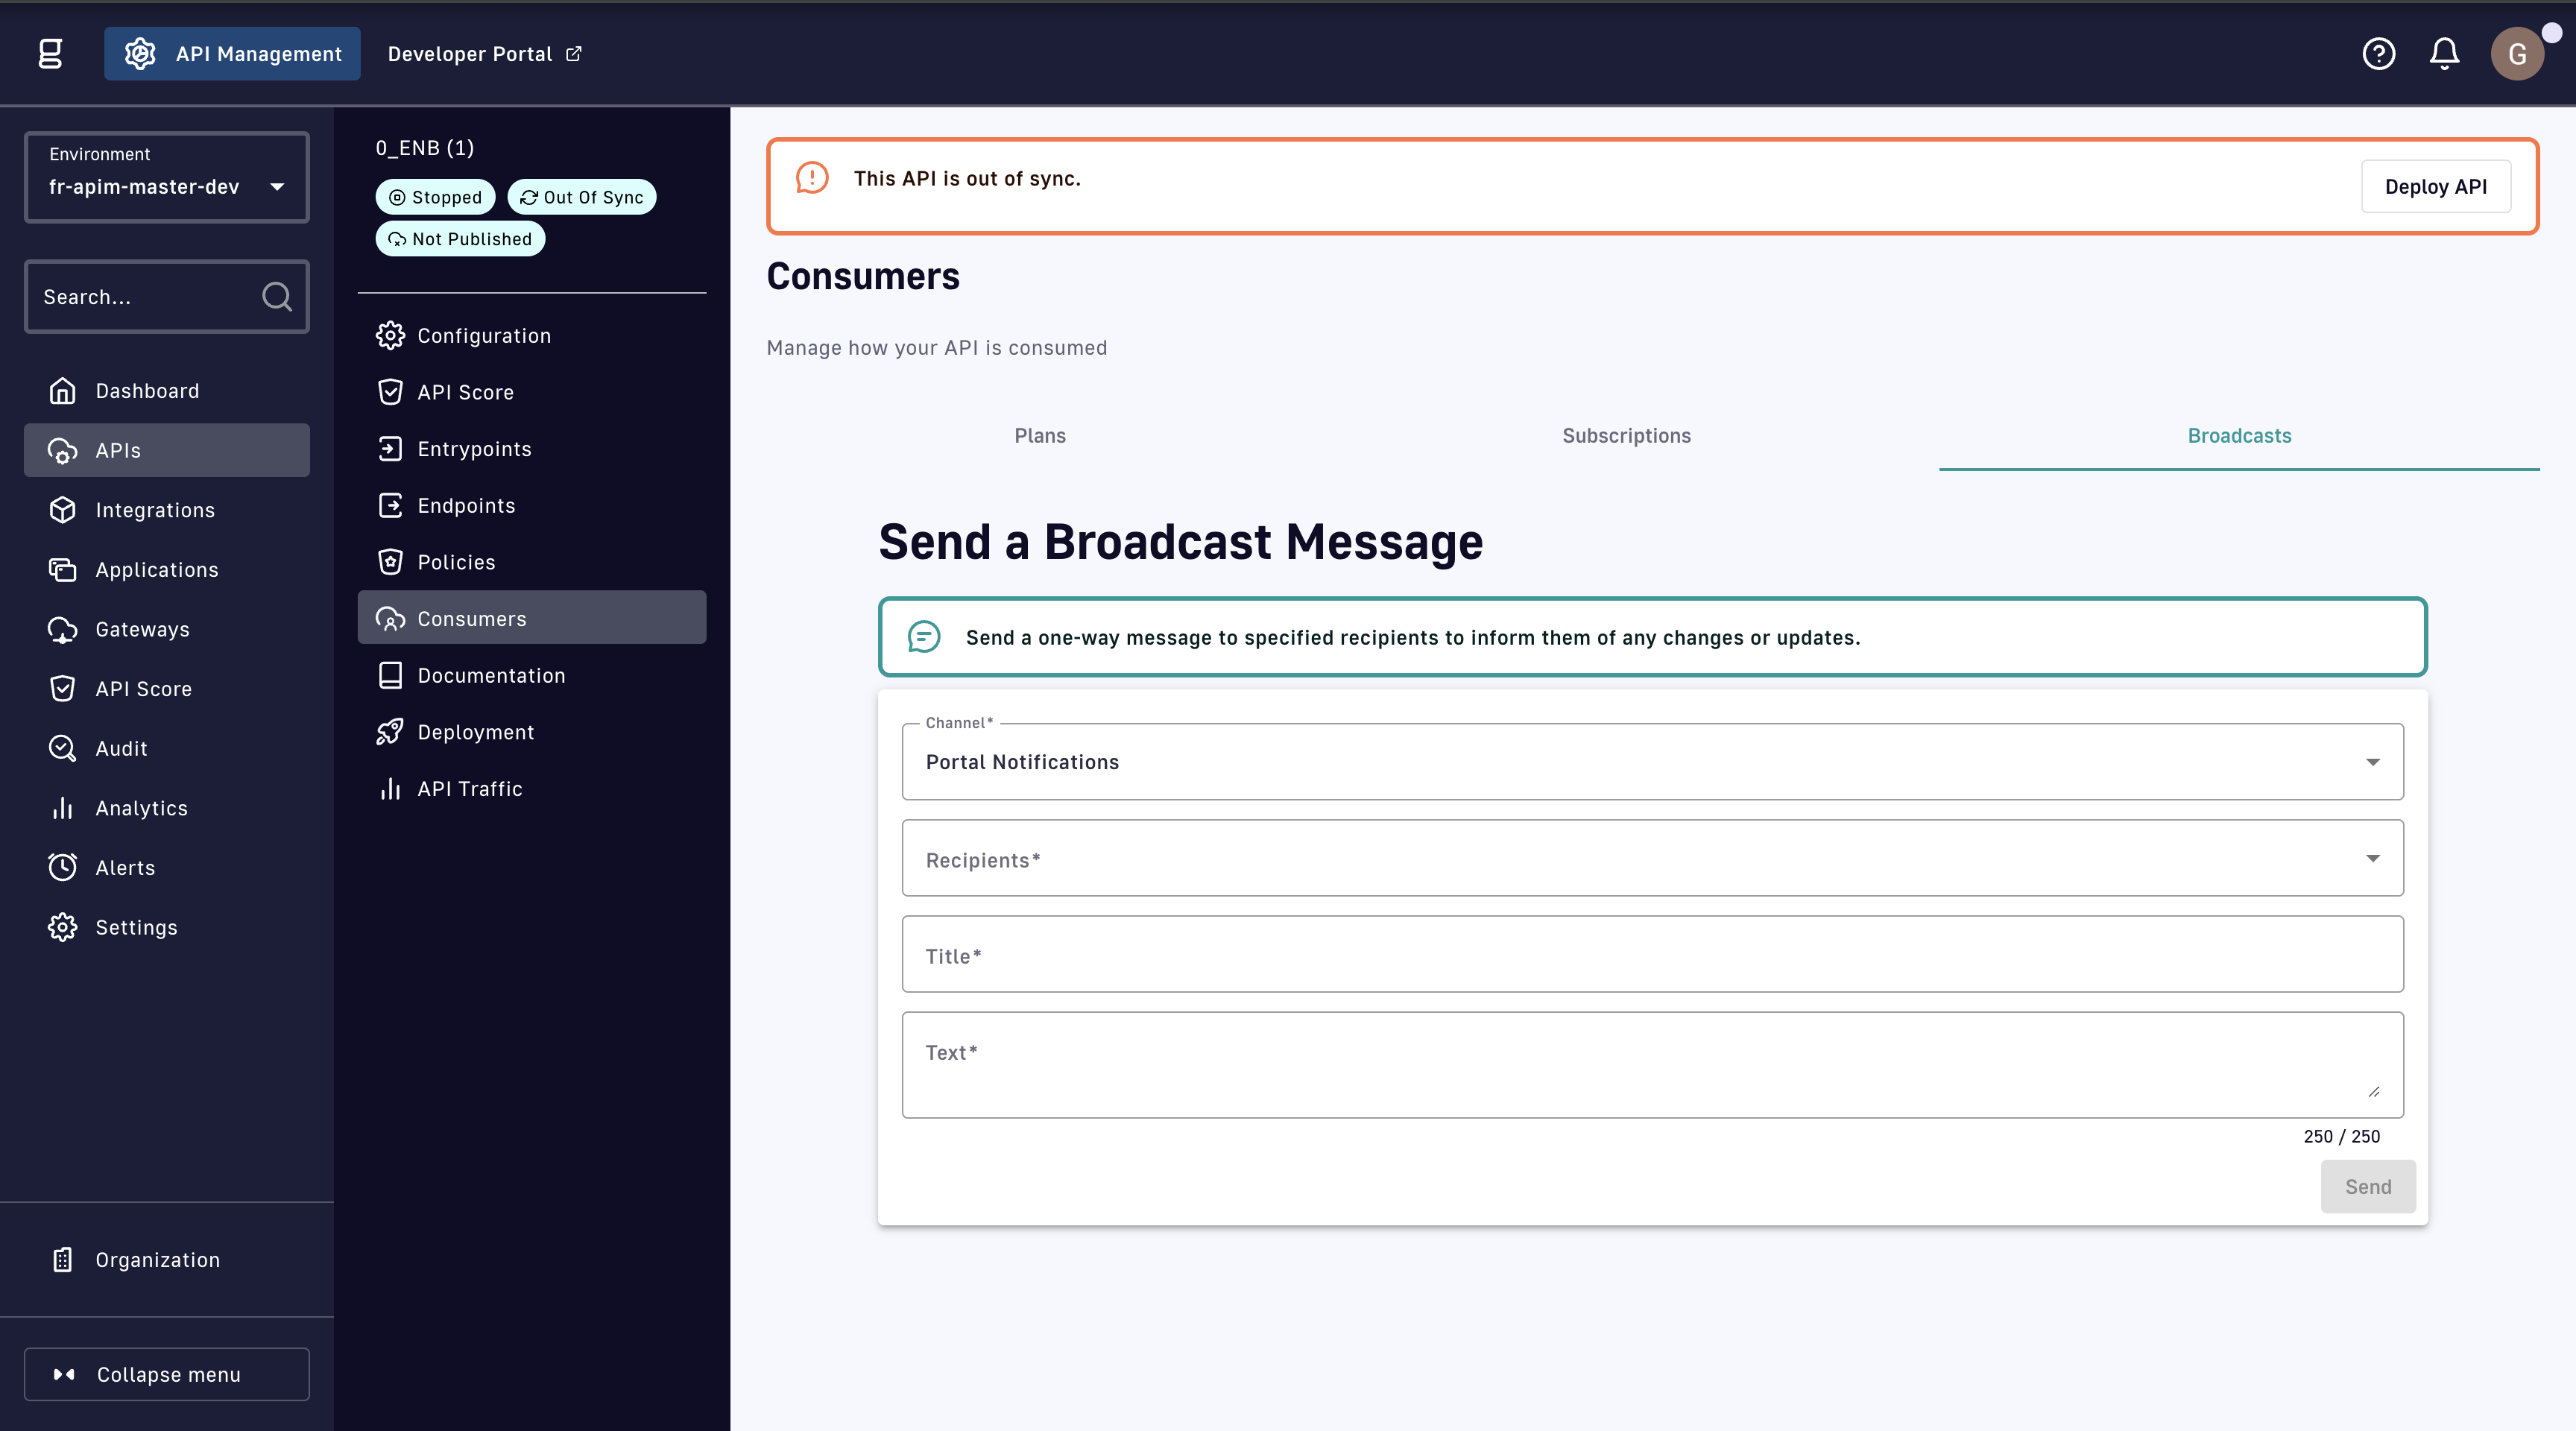 g
API Management
Developer Portal
G
Environment
fr-apim-master-dev
Search...
Dashboard
APIs
Integrations
Applications
Gateways
API Score
Audit
Analytics
Alerts
Settings
Organization
Collapse menu
0_ENB (1)
Stopped
Out Of Sync
Not Published
Configuration
API Score
Entrypoints
Endpoints
Policies
Consumers
Documentation
Deployment
API Traffic
This API is out of sync.
Deploy API
Consumers
Manage how your API is consumed
Plans
Subscriptions
Broadcasts
Send a Broadcast Message
Send a one-way message to specified recipients to inform them of any changes or updates.
Channel*
Portal Notifications
Recipients*
Title*
Text*
250 / 250
Send